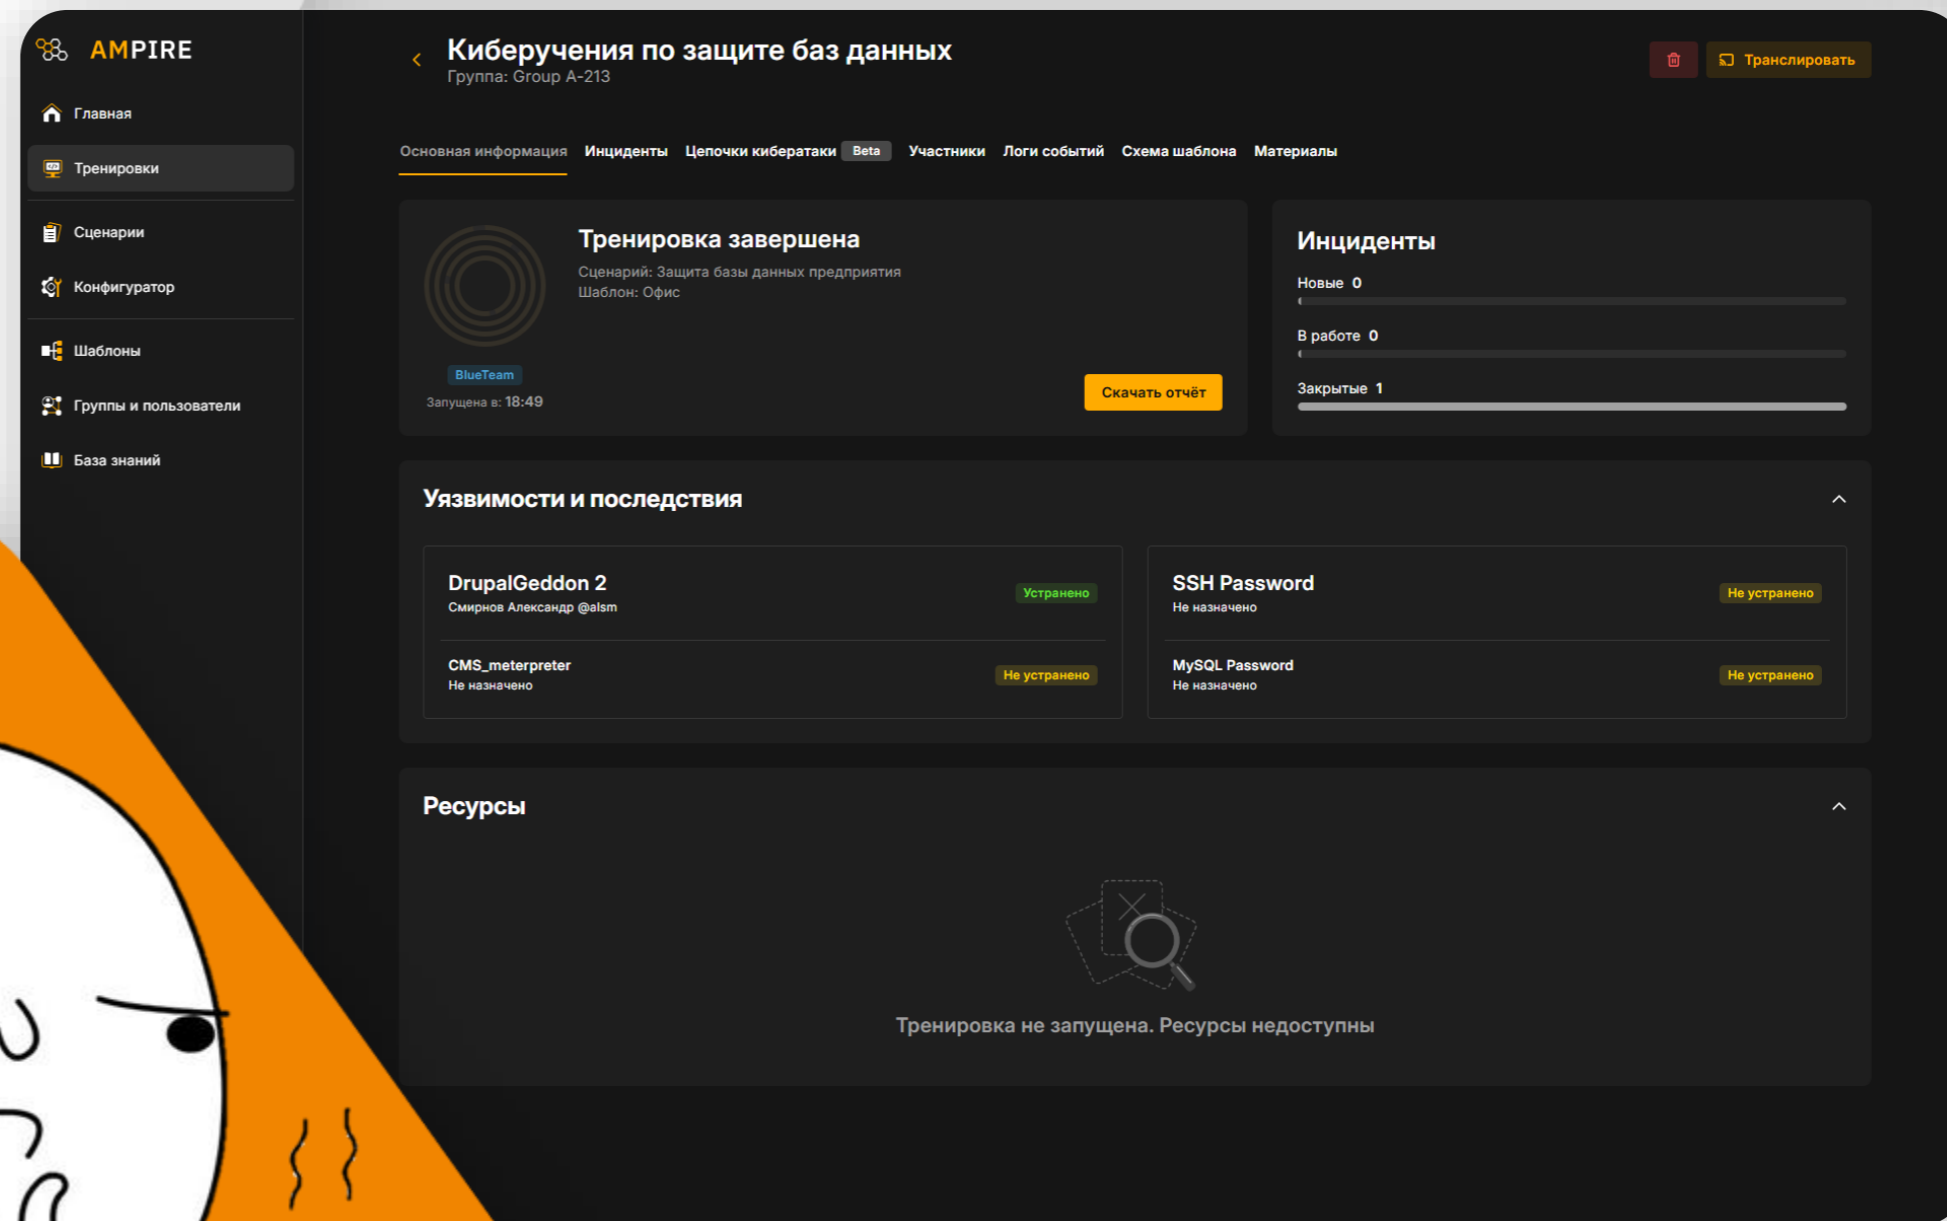 AMPIRE
Главная
Тренировки
Сценарии
Конфигуратор
Шаблоны
Группы и пользователи
База знаний
Киберучения по защите баз данных
Группа: Group A-213
Транслировать
Основная информация Инциденты Цепочки кибератаки Beta Участники Логи событий Схема шаблона Материалы
Тренировка завершена
Сценарий: Защита базы данных предприятия
Шаблон: Офис
BlueTeam
Запущена в: 18:49
Скачать отчёт
Инциденты
Новые 0
В работе 0
Закрытые 1
Уязвимости и последствия
DrupalGeddon 2
Смирнов Александр @alsm
Устранено
CMS_meterpreter
Не назначено
Не устранено
SSH Password
Не назначено
Не устранено
MySQL Password
Не назначено
Не устранено
Ресурсы
Тренировка не запущена. Ресурсы недоступны